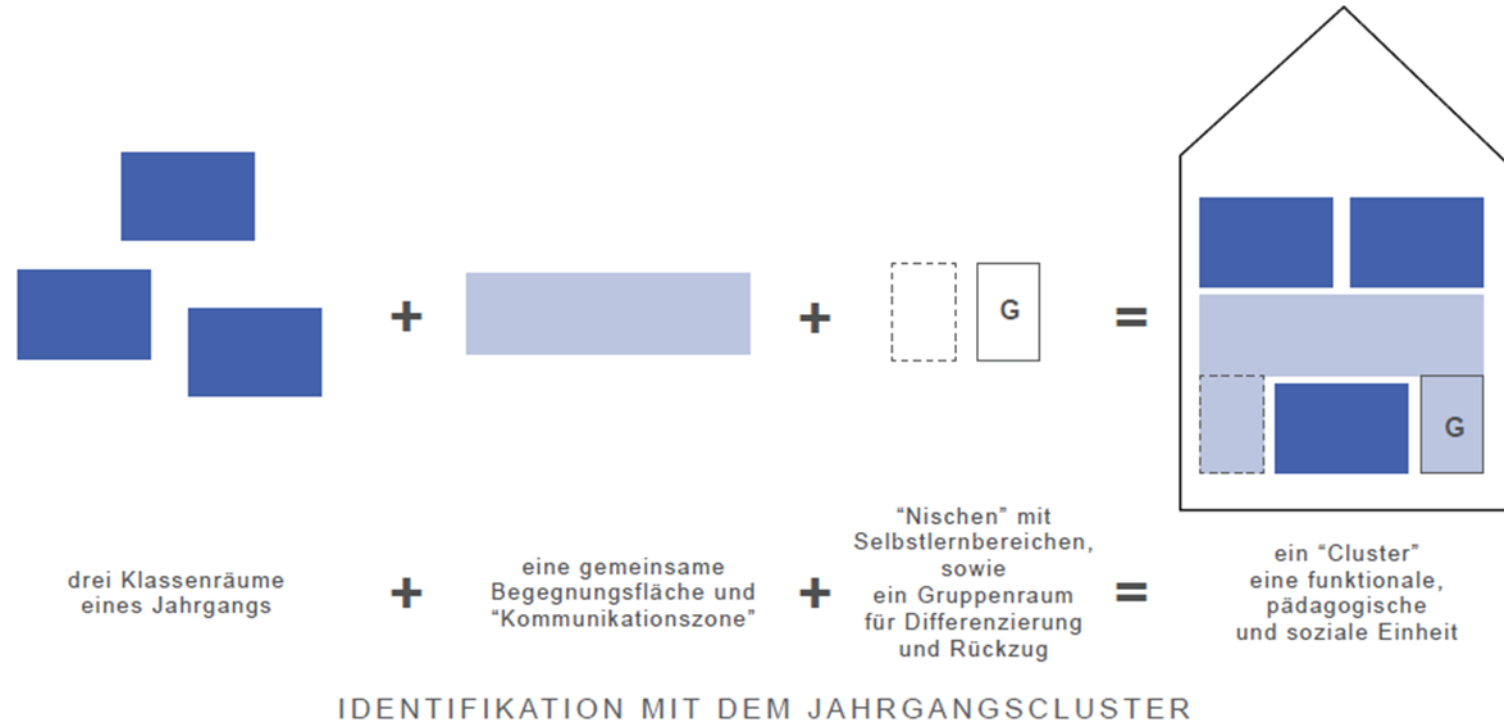 G
G
drei Klassenräume
eines Jahrgangs
+
eine gemeinsame
Begegnungsfläche und
“Kommunikationszone”
+
“Nischen” mit
Selbstlernbereichen,
sowie
ein Gruppenraum
für Differenzierung
und Rückzug
=
ein “Cluster”
eine funktionale,
pädagogische
und soziale Einheit
IDENTIFIKATION MIT DEM JAHRGANGSCLUSTER